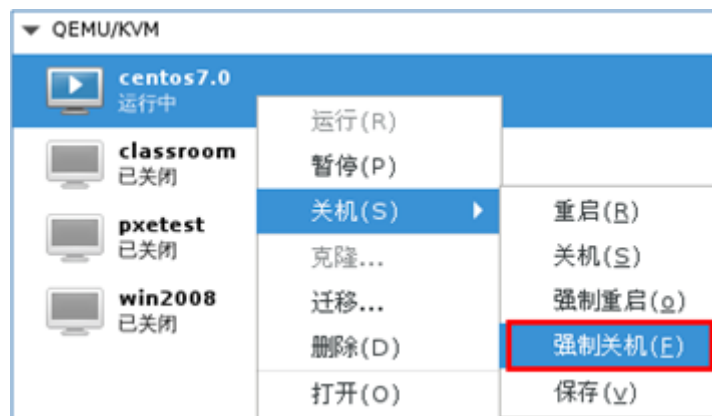 QEMU/KVM
centos7.0
运行中
classroom
已关闭
pxetest
已关闭
win2008
已关闭
运行(R)
暂停(P)
关机(S)
克隆...
迁移...
删除(D)
打开(O)
重启(R)
关机(S)
强制重启(o)
强制关机(F)
保存(v)